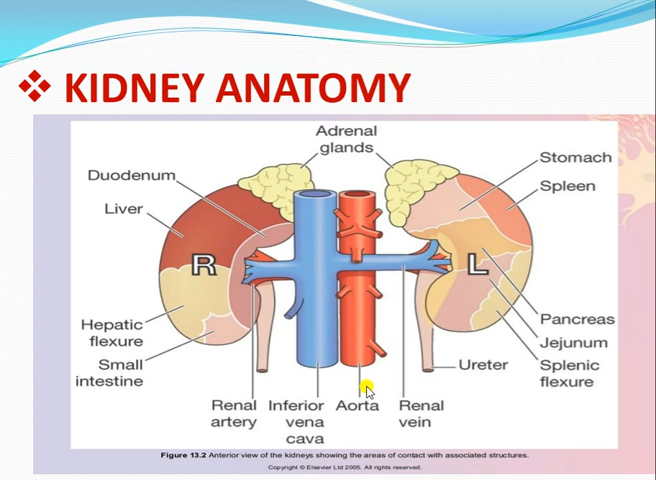 ❖ KIDNEY ANATOMY
Adrenal
glands
Duodenum
Liver
Stomach
Spleen
R
L
Hepatic
flexure
Small
intestine
Pancreas
Jejunum
Splenic
flexure
Ureter
Renal
artery
Inferior
vena
cava
Aorta
Renal
vein
Figure 13.2 Anterior view of the kidneys showing the areas of contact with associated structures.
Copyright © Elsevier Ltd 2005. All rights reserved.